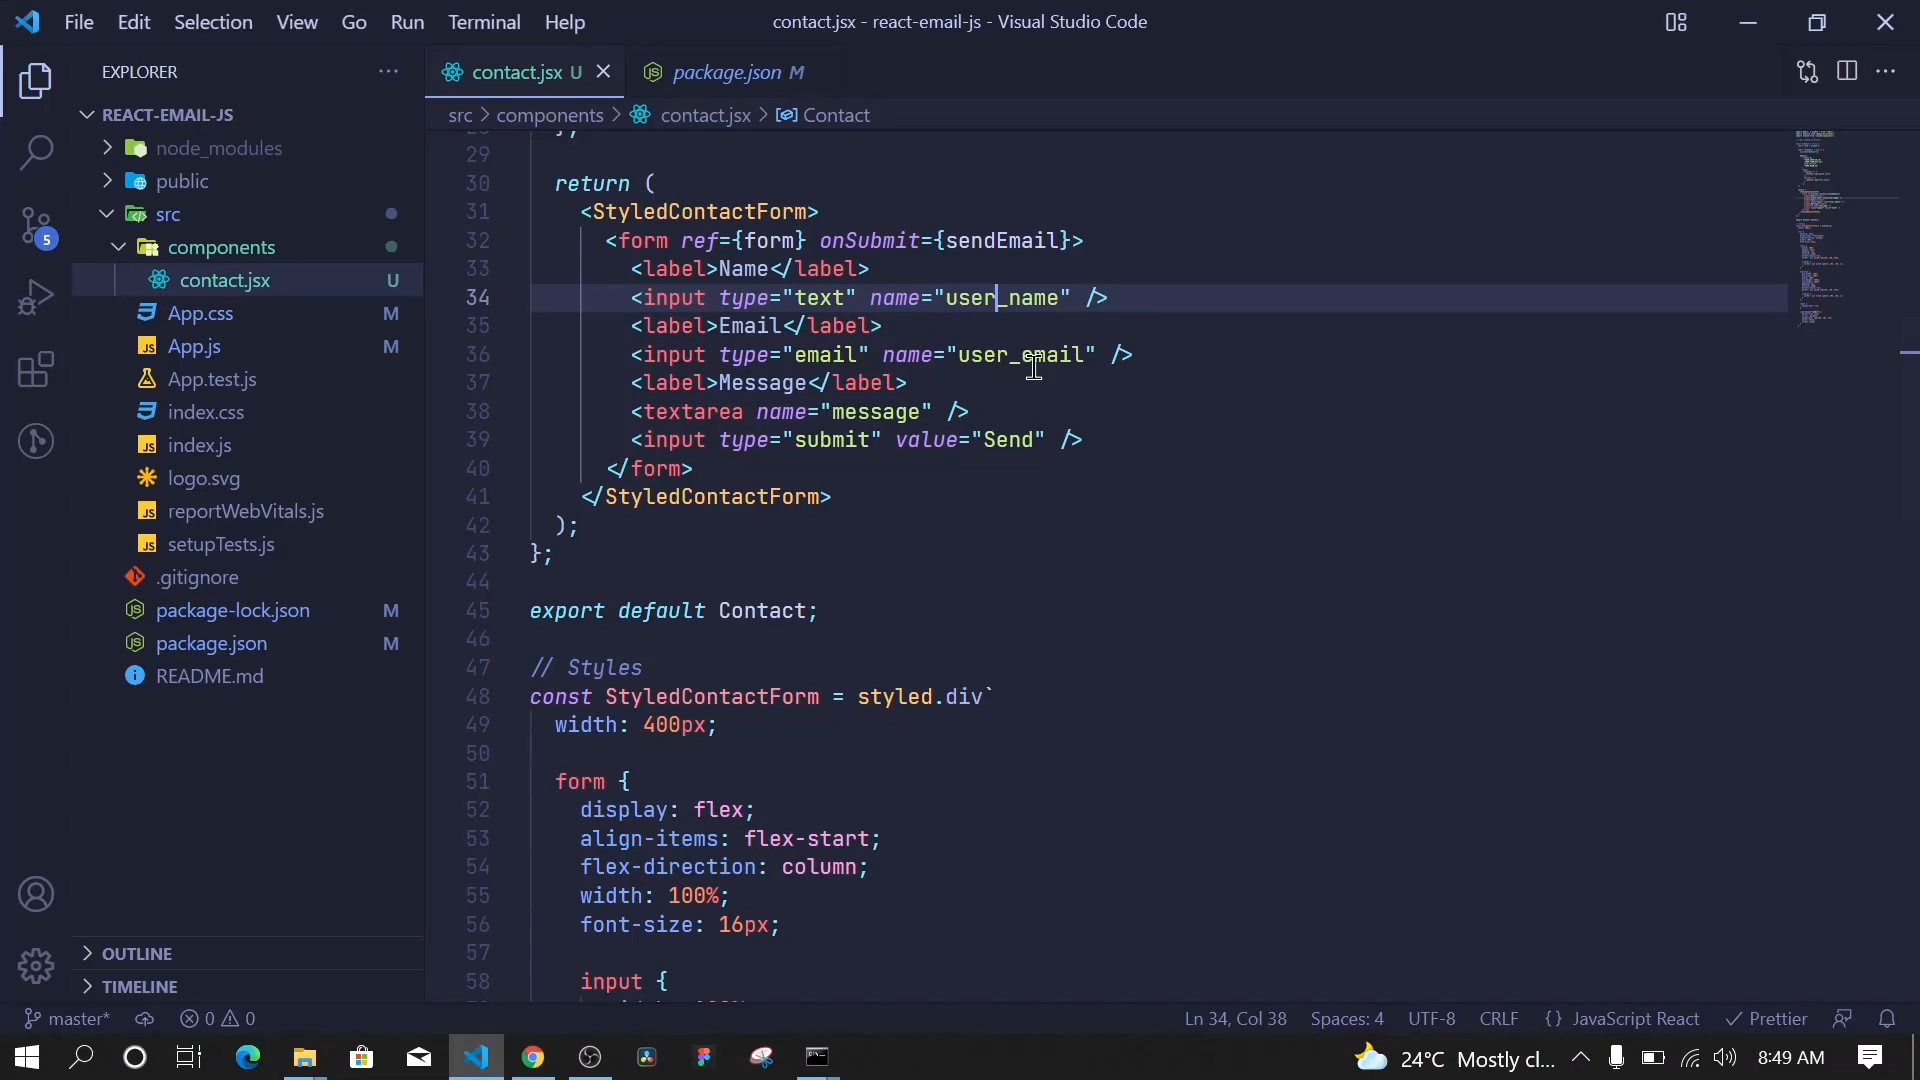 File Edit Selection View Go Run Terminal Help
contact.jsx - react-email-js - Visual Studio Code
EXPLORER
REACT-EMAIL-JS
node_modules
public
src
components
contact.jsx U
App.css M
App.js M
App.test.js
index.css
index.js
logo.svg
reportWebVitals.js
setupTests.js
.gitignore
package-lock.json M
package.json M
README.md
OUTLINE
TIMELINE
5
contact.jsx U
package.json M
src > components > contact.jsx > Contact
29
30 return (
31 <StyledContactForm>
32 <form ref={form} onSubmit={sendEmail}>
33 <label>Name</label>
34 <input type="text" name="user_name" />
35 <label>Email</label>
36 <input type="email" name="user_email" />
37 <label>Message</label>
38 <textarea name="message" />
39 <input type="submit" value="Send" />
40 </form>
41 </StyledContactForm>
42 );
43 };
44
45 export default Contact;
46
47 // Styles
48 const StyledContactForm = styled.div`
49 width: 400px;
50
51 form {
52 display: flex;
53 align-items: flex-start;
54 flex-direction: column;
55 width: 100%;
56 font-size: 16px;
57
58 input {
master* 0 0
Ln 34, Col 38 Spaces: 4 UTF-8 CRLF {} JavaScript React Prettier
24°C Mostly cl... 8:49 AM